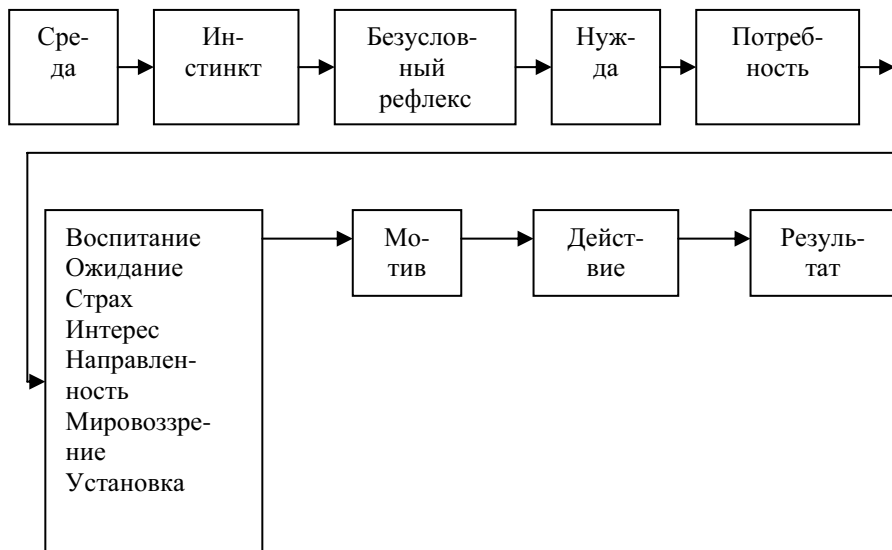 Сре-
да
Ин-
стинкт
Безуслов-
ный
рефлекс
Нуж-
да
Потреб-
ность
Воспитание
Ожидание
Страх
Интерес
Направлен-
ность
Мировоззре-
ние
Установка
Мо-
тив
Дейст-
вие
Резуль-
тат